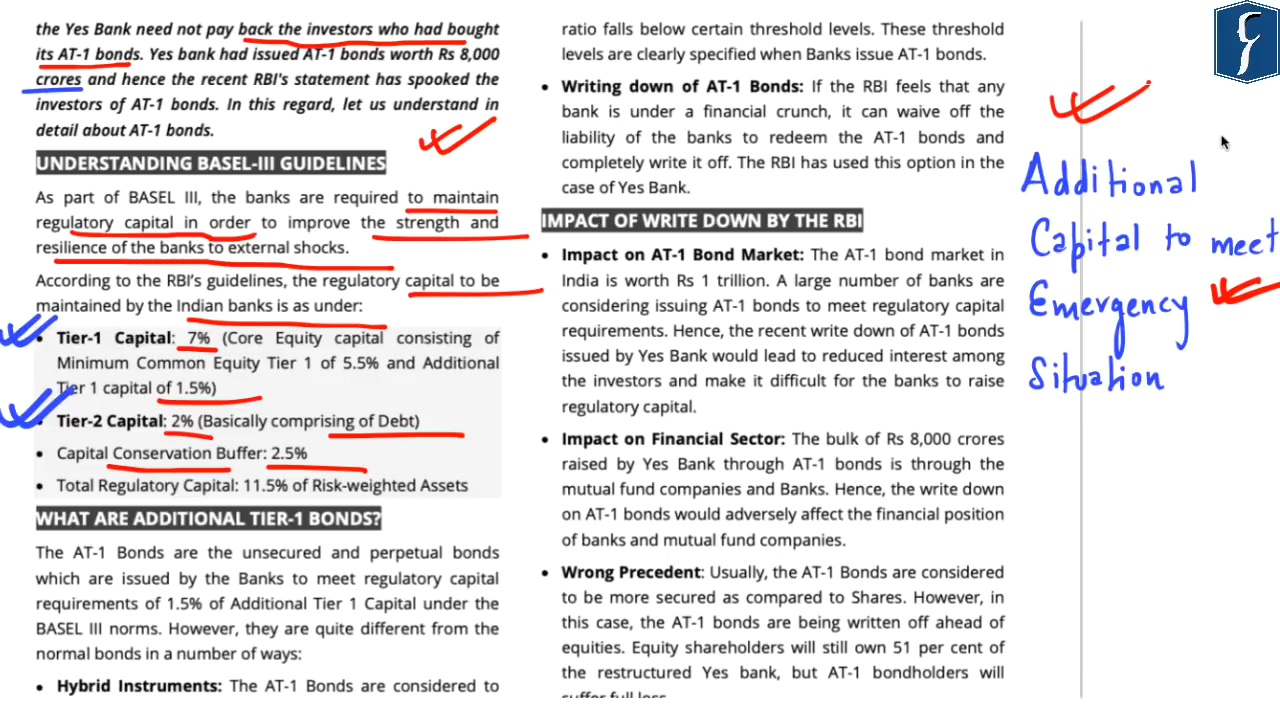 the Yes Bank need not pay back the investors who had bought
its AT-1 bonds. Yes bank had issued AT-1 bonds worth Rs 8,000
crores and hence the recent RBI's statement has spooked the
investors of AT-1 bonds. In this regard, let us understand in
detail about AT-1 bonds.
UNDERSTANDING BASEL-III GUIDELINES
As part of BASEL III, the banks are required to maintain
regulatory capital in order to improve the strength and
resilience of the banks to external shocks.
According to the RBI's guidelines, the regulatory capital to be
maintained by the Indian banks is as under:
• Tier-1 Capital: 7% (Core Equity capital consisting of
Minimum Common Equity Tier 1 of 5.5% and Additional
Tier 1 capital of 1.5%)
• Tier-2 Capital: 2% (Basically comprising of Debt)
• Capital Conservation Buffer: 2.5%
• Total Regulatory Capital: 11.5% of Risk-weighted Assets
WHAT ARE ADDITIONAL TIER-1 BONDS?
The AT-1 Bonds are the unsecured and perpetual bonds
which are issued by the Banks to meet regulatory capital
requirements of 1.5% of Additional Tier 1 Capital under the
BASEL III norms. However, they are quite different from the
normal bonds in a number of ways:
• Hybrid Instruments: The AT-1 Bonds are considered to
ratio falls below certain threshold levels. These threshold
levels are clearly specified when Banks issue AT-1 bonds.
• Writing down of AT-1 Bonds: If the RBI feels that any
bank is under a financial crunch, it can waive off the
liability of the banks to redeem the AT-1 bonds and
completely write it off. The RBI has used this option in the
case of Yes Bank.
IMPACT OF WRITE DOWN BY THE RBI
• Impact on AT-1 Bond Market: The AT-1 bond market in
India is worth Rs 1 trillion. A large number of banks are
considering issuing AT-1 bonds to meet regulatory capital
requirements. Hence, the recent write down of AT-1 bonds
issued by Yes Bank would lead to reduced interest among
the investors and make it difficult for the banks to raise
regulatory capital.
• Impact on Financial Sector: The bulk of Rs 8,000 crores
raised by Yes Bank through AT-1 bonds is through the
mutual fund companies and Banks. Hence, the write down
on AT-1 bonds would adversely affect the financial position
of banks and mutual fund companies.
• Wrong Precedent: Usually, the AT-1 Bonds are considered
to be more secured as compared to Shares. However, in
this case, the AT-1 bonds are being written off ahead of
equities. Equity shareholders will still own 51 per cent of
the restructured Yes bank, but AT-1 bondholders will
suffer full loss.
Additional
Capital to meet
Emergency
Situation